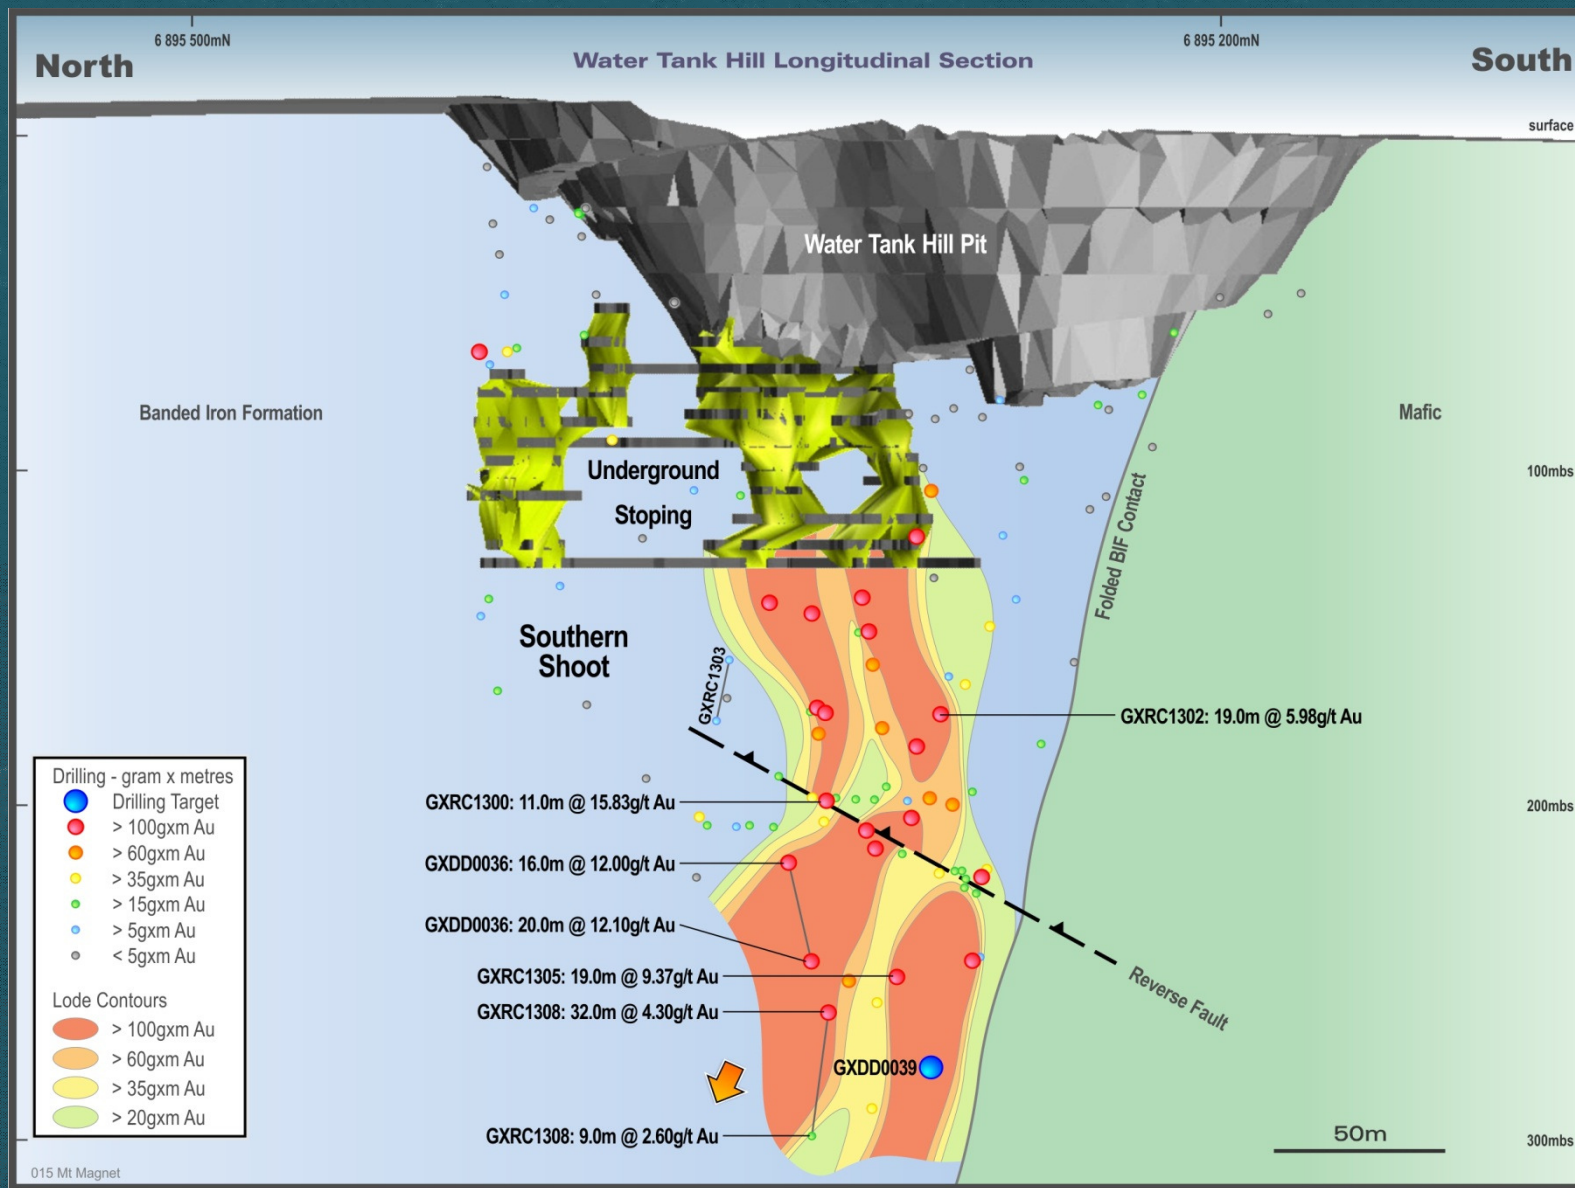 6 895 500mN
6 895 200mN
North
Water Tank Hill Longitudinal Section
South
surface
Water Tank Hill Pit
Banded Iron Formation
Mafic
Underground
Stoping
100mbs
Folded BIF Contact
Southern
Shoot
GXRC1303
GXRC1302: 19.0m @ 5.98g/t Au
GXRC1300: 11.0m @ 15.83g/t Au
200mbs
GXDD0036: 16.0m @ 12.00g/t Au
GXDD0036: 20.0m @ 12.10g/t Au
GXRC1305: 19.0m @ 9.37g/t Au
Reverse Fault
GXRC1308: 32.0m @ 4.30g/t Au
GXDD0039
GXRC1308: 9.0m @ 2.60g/t Au
50m
300mbs
Drilling - gram x metres
Drilling Target
> 100gxm Au
> 60gxm Au
> 35gxm Au
> 15gxm Au
> 5gxm Au
< 5gxm Au
Lode Contours
> 100gxm Au
> 60gxm Au
> 35gxm Au
> 20gxm Au
015 Mt Magnet